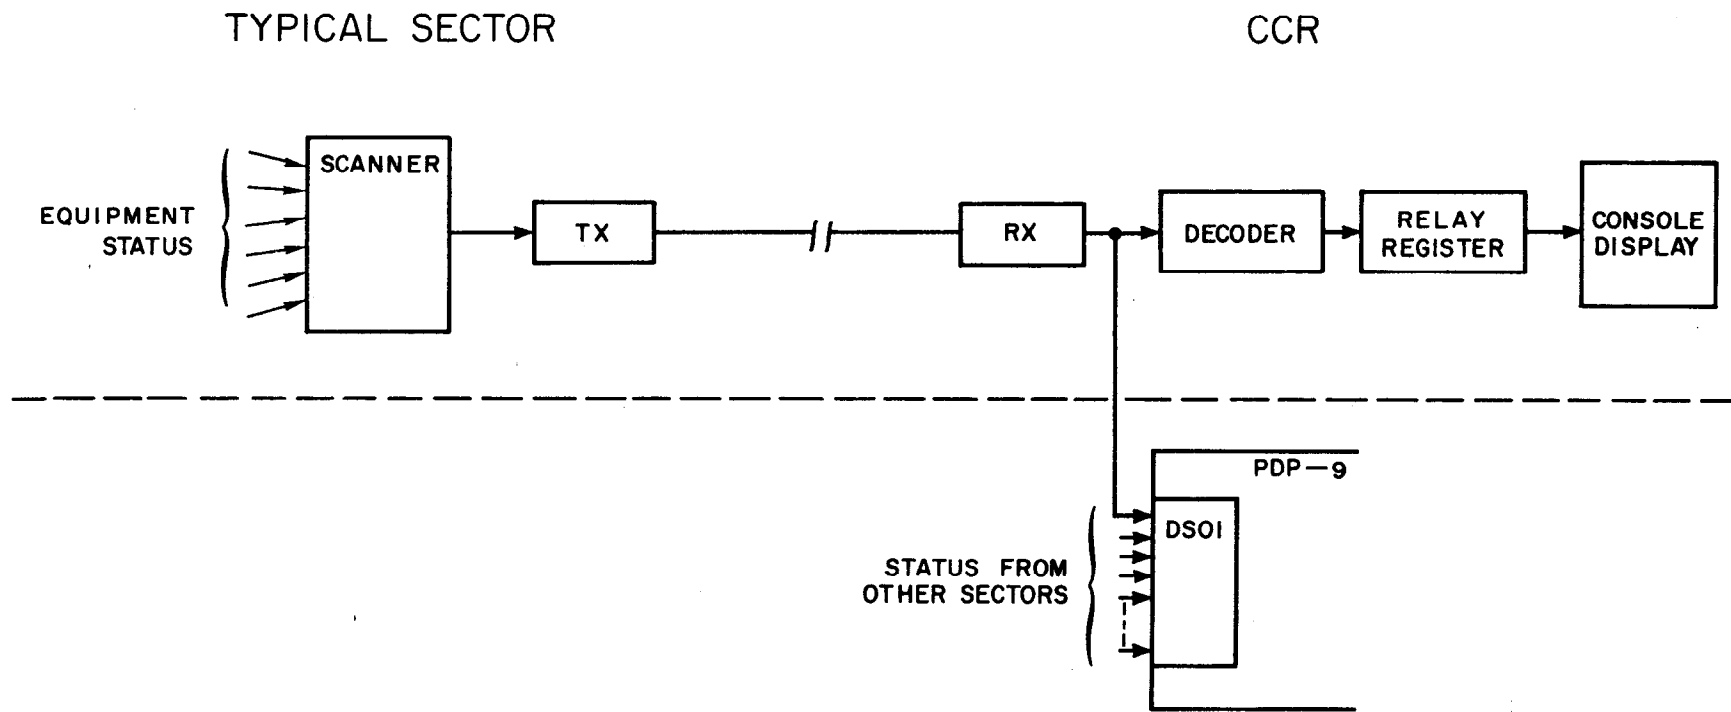 TYPICAL SECTOR
CCR
EQUIPMENT
STATUS
SCANNER
TX
RX
DECODER
RELAY
REGISTER
CONSOLE
DISPLAY
PDP-9
DSOI
STATUS FROM
OTHER SECTORS